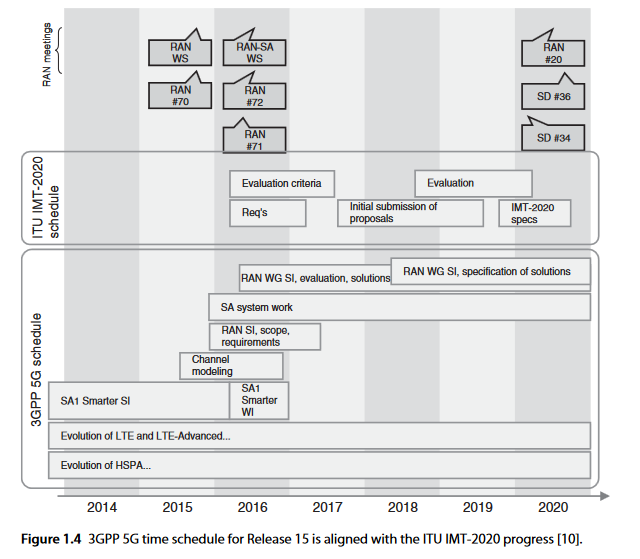 RAN meetings
RAN
WS
RAN-SA
WS
RAN
#20
RAN
#70
RAN
#72
SD #36
RAN
#71
SD #34
ITU IMT-2020
schedule
Evaluation criteria
Evaluation
Req's
Initial submission of
proposals
IMT-2020
specs
3GPP 5G schedule
RAN WG SI, evaluation, solutions
RAN WG SI, specification of solutions
SA system work
RAN SI, scope,
requirements
Channel
modeling
SA1 Smarter SI
SA1
Smarter
WI
Evolution of LTE and LTE-Advanced...
Evolution of HSPA...
2014 2015 2016 2017 2018 2019 2020
Figure 1.4 3GPP 5G time schedule for Release 15 is aligned with the ITU IMT-2020 progress [10].